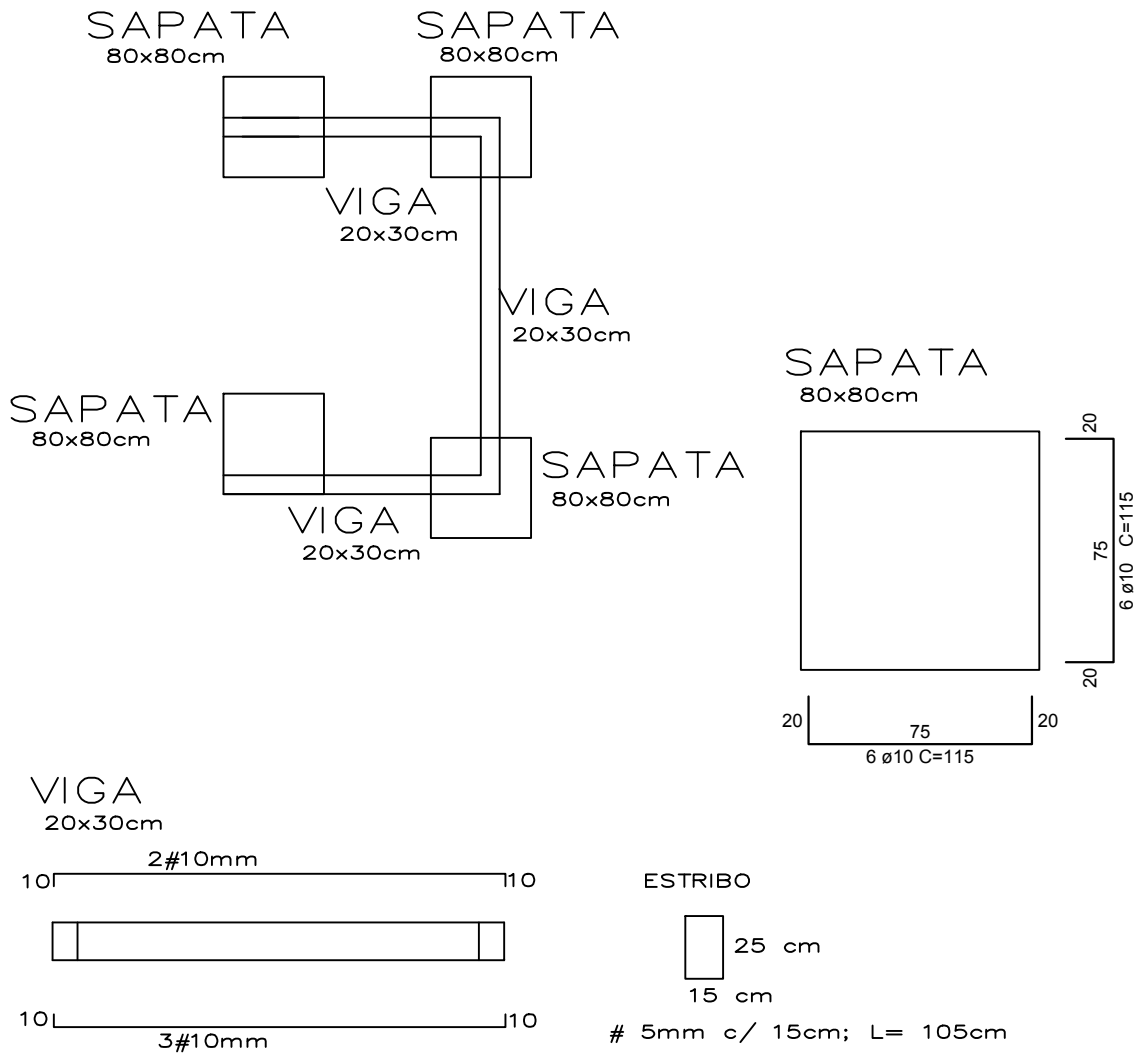 SAPATA
80x80cm
SAPATA
80x80cm
VIGA
20x30cm
VIGA
20x30cm
SAPATA
80x80cm
SAPATA
80x80cm
VIGA
20x30cm
SAPATA
80x80cm
20
75
6 ø10 C=115
20
20
75
20
6 ø10 C=115
VIGA
20x30cm
2#10mm
10
10
10
10
3#10mm
ESTRIBO
25 cm
15 cm
# 5mm c/ 15cm; L= 105cm